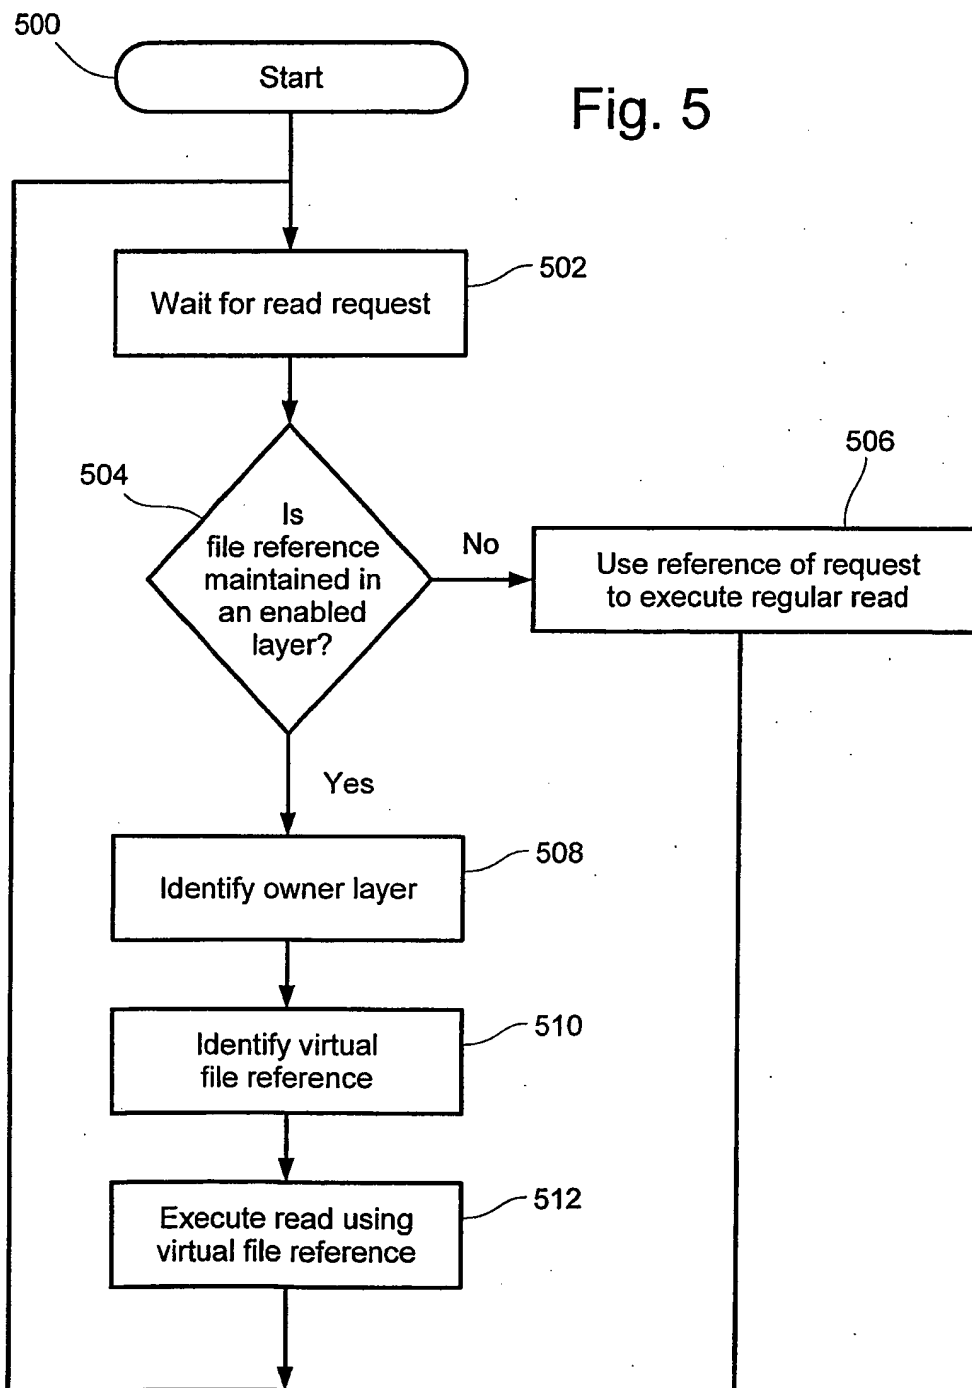 500
Start
Fig. 5
502
Wait for read request
504
Is
file reference
maintained in
an enabled
layer?
No
506
Use reference of request
to execute regular read
Yes
508
Identify owner layer
510
Identify virtual
file reference
512
Execute read using
virtual file reference